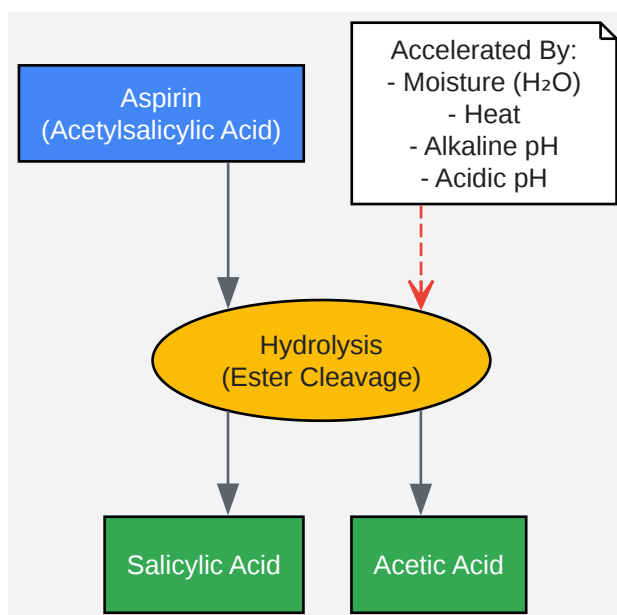 Aspirin
(Acetylsalicylic Acid)
Accelerated By:
- Moisture (H₂O)
- Heat
- Alkaline pH
- Acidic pH
Hydrolysis
(Ester Cleavage)
Salicylic Acid
Acetic Acid